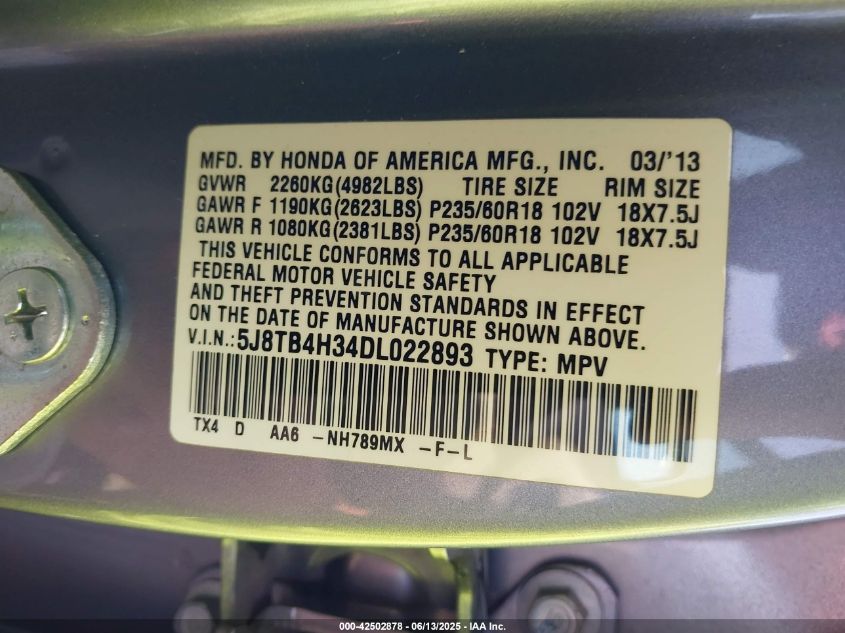 MFD. BY HONDA OF AMERICA MFG., INC. 03/'13
GVWR 2260KG(4982LBS) TIRE SIZE RIM SIZE
GAWR F 1190KG(2623LBS) P235/60R18 102V 18X7.5J
GAWR R 1080KG(2381LBS) P235/60R18 102V 18X7.5J
THIS VEHICLE CONFORMS TO ALL APPLICABLE
FEDERAL MOTOR VEHICLE SAFETY
AND THEFT PREVENTION STANDARDS IN EFFECT
ON THE DATE OF MANUFACTURE SHOWN ABOVE.
V.I.N.:5J8TB4H34DL022893 TYPE: MPV
TX4 D AA6 -NH789MX -F-L
000-42502878 - 06/13/2025 - IAA Inc.